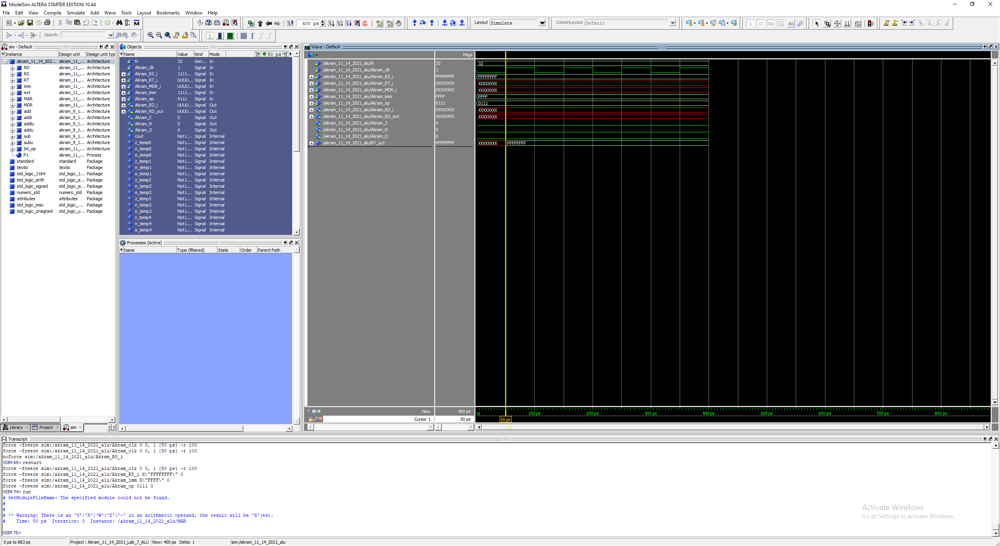 ModelSim ALTERA STARTER EDITION 10.4d
File Edit View Compile Simulate Add Wave Tools Layout Bookmarks Window Help
400 ps
Layout Simulate
ColumnLayout Default
Search:
sim - Default
Instance Design unit Design unit typ
akram_11_14_202... akram_11_... Architecture
RD akram_11_... Architecture
RS akram_11_... Architecture
RT akram_11_... Architecture
imm akram_11_... Architecture
ext akram_11_... Architecture
MAR akram_11_... Architecture
MDR akram_11_... Architecture
add akram_9_1... Architecture
addi akram_9_1... Architecture
addiu akram_9_1... Architecture
addu akram_9_1... Architecture
sub akram_9_1... Architecture
subu akram_9_1... Architecture
bit_op akram_11_... Architecture
P1 akram_11_... Process
standard standard Package
textio textio Package
std_logic_1164 std_logic_1... Package
std_logic_arith std_logic_a... Package
std_logic_signed std_logic_si... Package
numeric_std numeric_std Package
attributes attributes Package
std_logic_misc std_logic_... Package
std_logic_unsigned std_logic_u... Package
Library Project sim
Objects
Name Value Kind Mode 50 ps
N 32 Gen... In
Akram_clk 1 Signal In
Akram_RS_i 1111... Signal In
Akram_RT_i UUUU... Signal In
Akram_MDR_i UUUU... Signal In
Akram_imm 1111... Signal In
Akram_op 0111 Signal In
Akram_RD_i UUUU... Signal Out
Akram_RD_out UUUU... Signal Out
Akram_Z 0 Signal Out
Akram_N 0 Signal Out
Akram_O 0 Signal Out
cout Not L... Signal Internal
z_temp0 Not L... Signal Internal
n_temp0 Not L... Signal Internal
o_temp0 Not L... Signal Internal
z_temp1 Not L... Signal Internal
n_temp1 Not L... Signal Internal
o_temp1 Not L... Signal Internal
z_temp2 Not L... Signal Internal
n_temp2 Not L... Signal Internal
o_temp2 Not L... Signal Internal
z_temp3 Not L... Signal Internal
n_temp3 Not L... Signal Internal
o_temp3 Not L... Signal Internal
z_temp4 Not L... Signal Internal
n_temp4 Not L... Signal Internal
o_temp4 Not L... Signal Internal
Processes (Active)
Name Type (filtered) State Order Parent Path
Wave - Default
Msgs
/akram_11_14_2021_alu/N 32 32
/akram_11_14_2021_alu/Akram_clk 1
/akram_11_14_2021_alu/Akram_RS_i FFFFFFFF FFFFFFFF
/akram_11_14_2021_alu/Akram_RT_i XXXXXXXX XXXXXXXX
/akram_11_14_2021_alu/Akram_MDR_i XXXXXXXX XXXXXXXX
/akram_11_14_2021_alu/Akram_imm FFFF FFFF
/akram_11_14_2021_alu/Akram_op 0111 0111
/akram_11_14_2021_alu/Akram_RD_i XXXXXXXX XXXXXXXX
/akram_11_14_2021_alu/Akram_RD_out XXXXXXXX XXXXXXXX
/akram_11_14_2021_alu/Akram_Z 0
/akram_11_14_2021_alu/Akram_N 0
/akram_11_14_2021_alu/Akram_O 0
/akram_11_14_2021_alu/RT_out FFFFFFFF XXXXXXXX FFFFFFFF
Now 400 ps ps 100 ps 200 ps 300 ps 400 ps 500 ps 600 ps 700 ps 800 ps
Cursor 1 50 ps 50 ps
Transcript
force -freeze sim:/akram_11_14_2021_alu/Akram_clk 0 0, 1 {50 ps} -r 100
force -freeze sim:/akram_11_14_2021_alu/Akram_clk 0 0, 1 {50 ps} -r 100
noforce sim:/akram_11_14_2021_alu/Akram_RS_i
VSIM 69> restart
force -freeze sim:/akram_11_14_2021_alu/Akram_clk 0 0, 1 {50 ps} -r 100
force -freeze sim:/akram_11_14_2021_alu/Akram_RS_i X\"FFFFFFFF\" 0
force -freeze sim:/akram_11_14_2021_alu/Akram_imm X\"FFFF\" 0
force -freeze sim:/akram_11_14_2021_alu/Akram_op 0111 0
VSIM 74> run
# GetModuleFileName: The specified module could not be found.
#
#
# ** Warning: There is an 'U'|'X'|'W'|'Z'|'-' in an arithmetic operand, the result will be 'X'(es).
# Time: 50 ps Iteration: 0 Instance: /akram_11_14_2021_alu/MAR
VSIM 75>
Activate Windows
Go to Settings to activate Windows.
0 ps to 883 ps Project : Akram_11_14_2021_Lab_7_ALU Now: 400 ps Delta: 1 sim:/akram_11_14_2021_alu